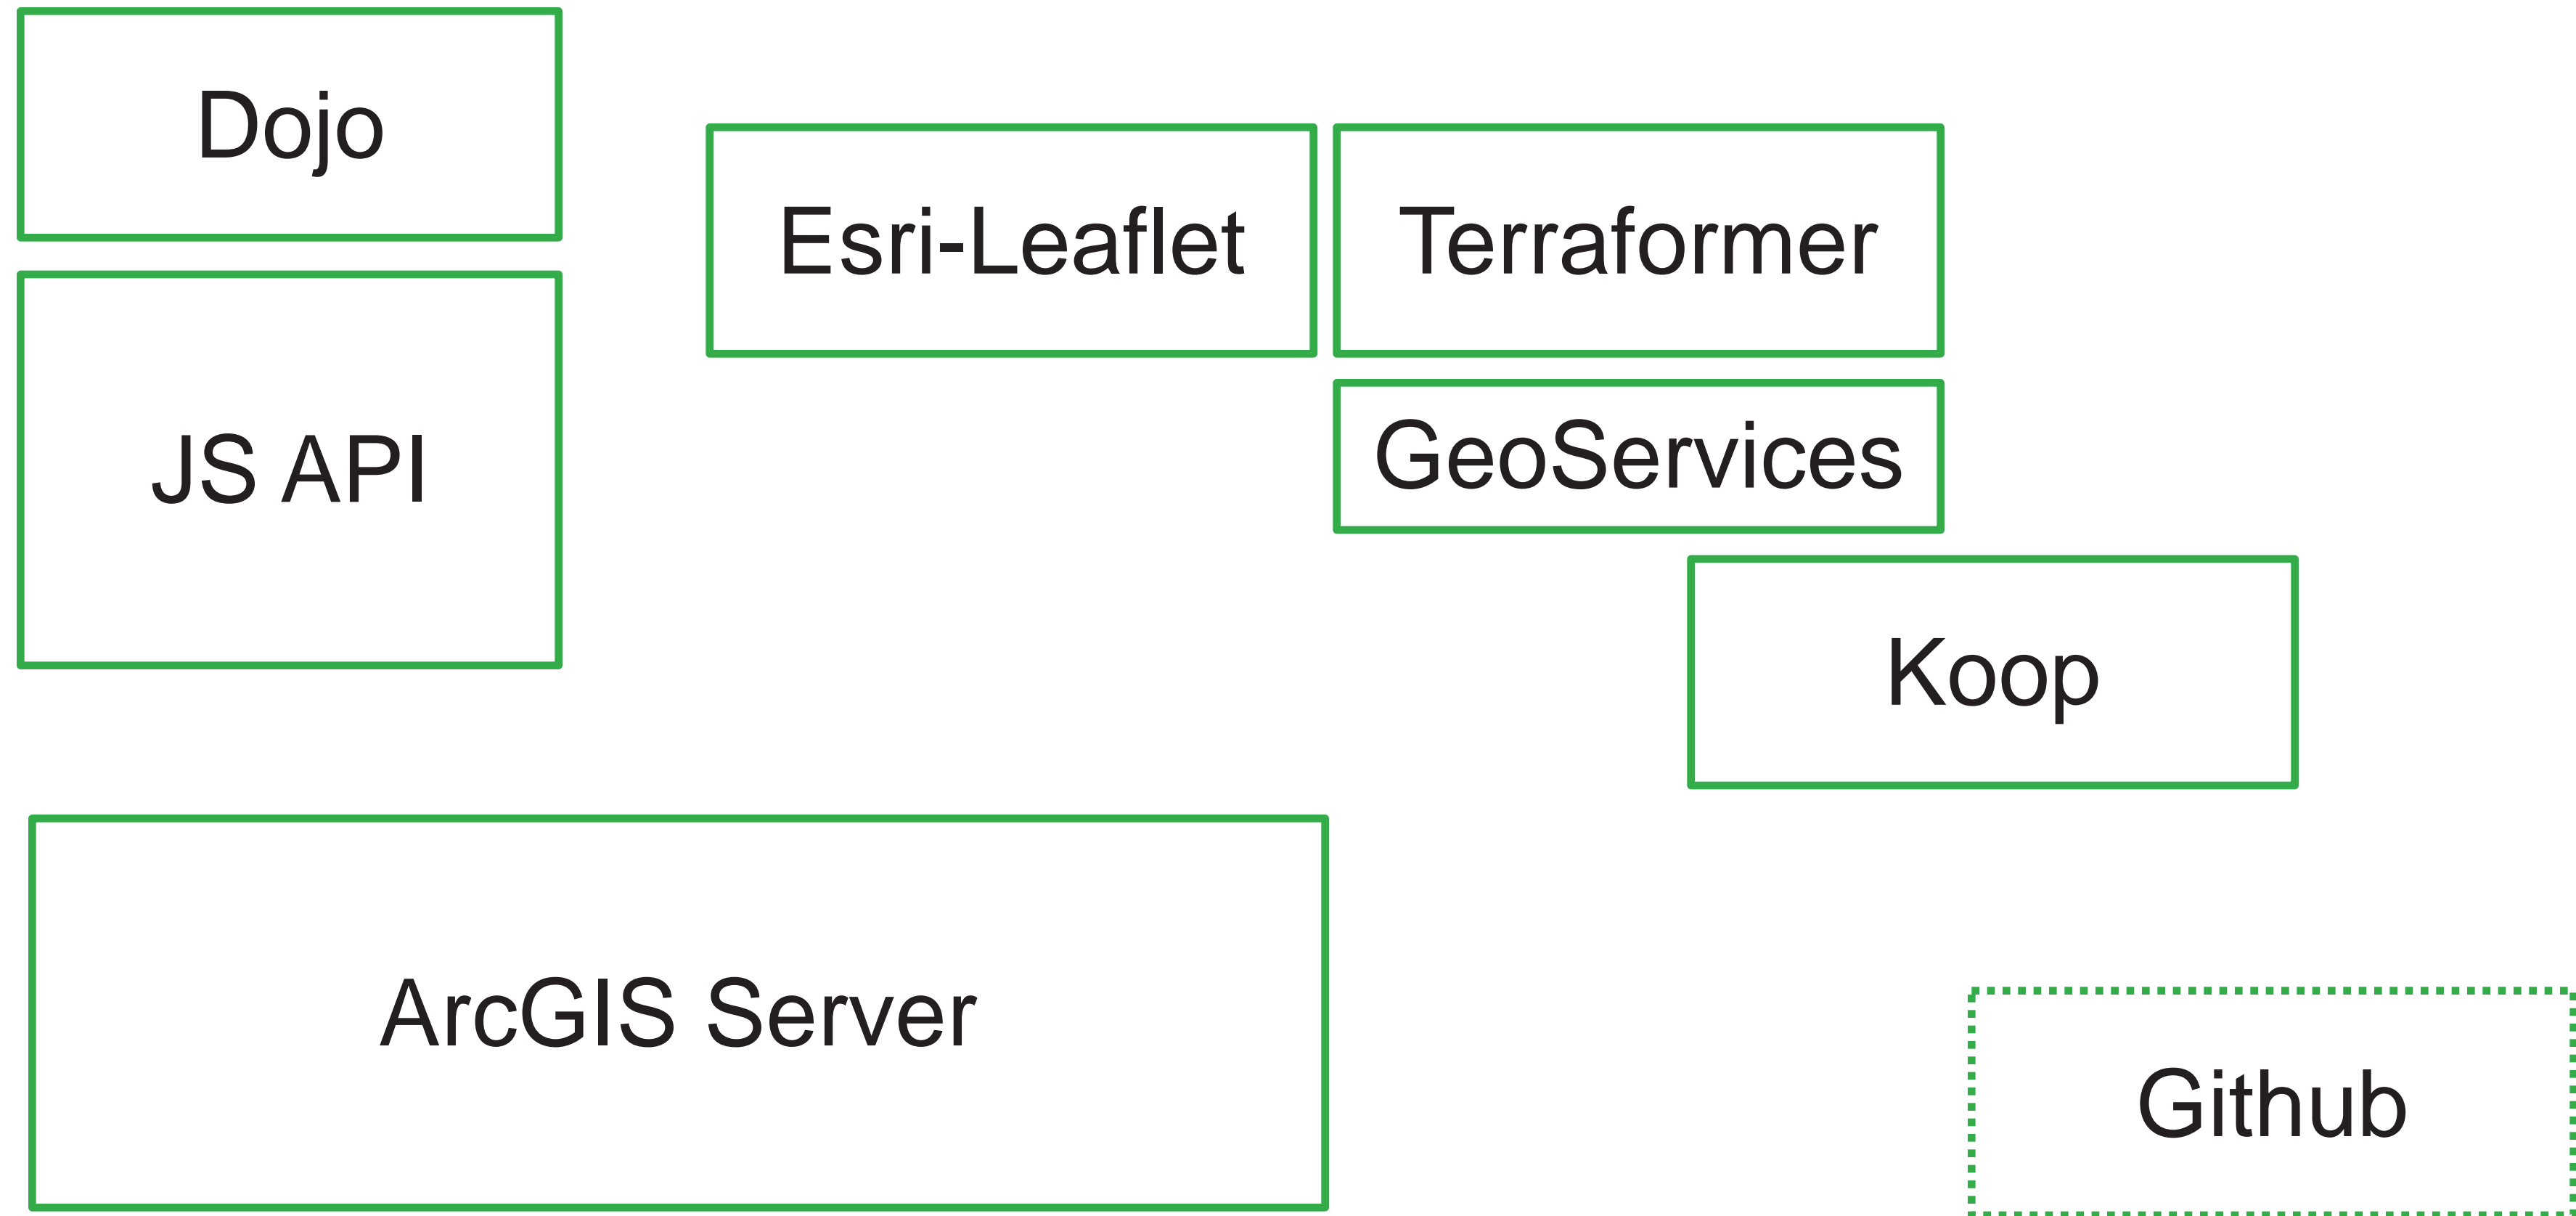 Dojo
Esri-Leaflet
Terraformer
JS API
GeoServices
Koop
ArcGIS Server
Github